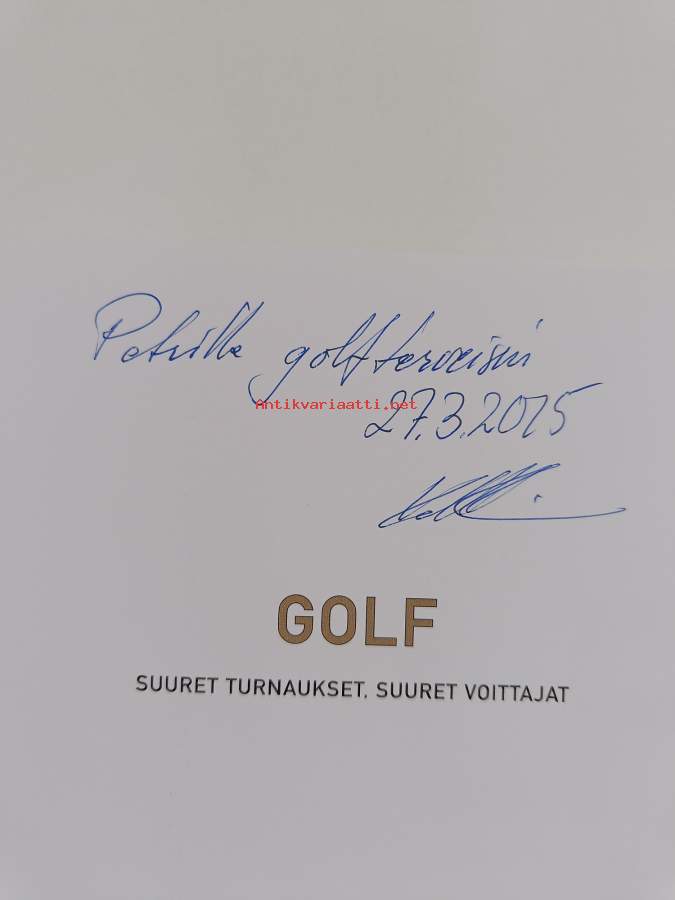 Petrille golfterveisin
Antikvariaatti.net
27.3.2015
GOLF
SUURET TURNAUKSET, SUURET VOITTAJAT